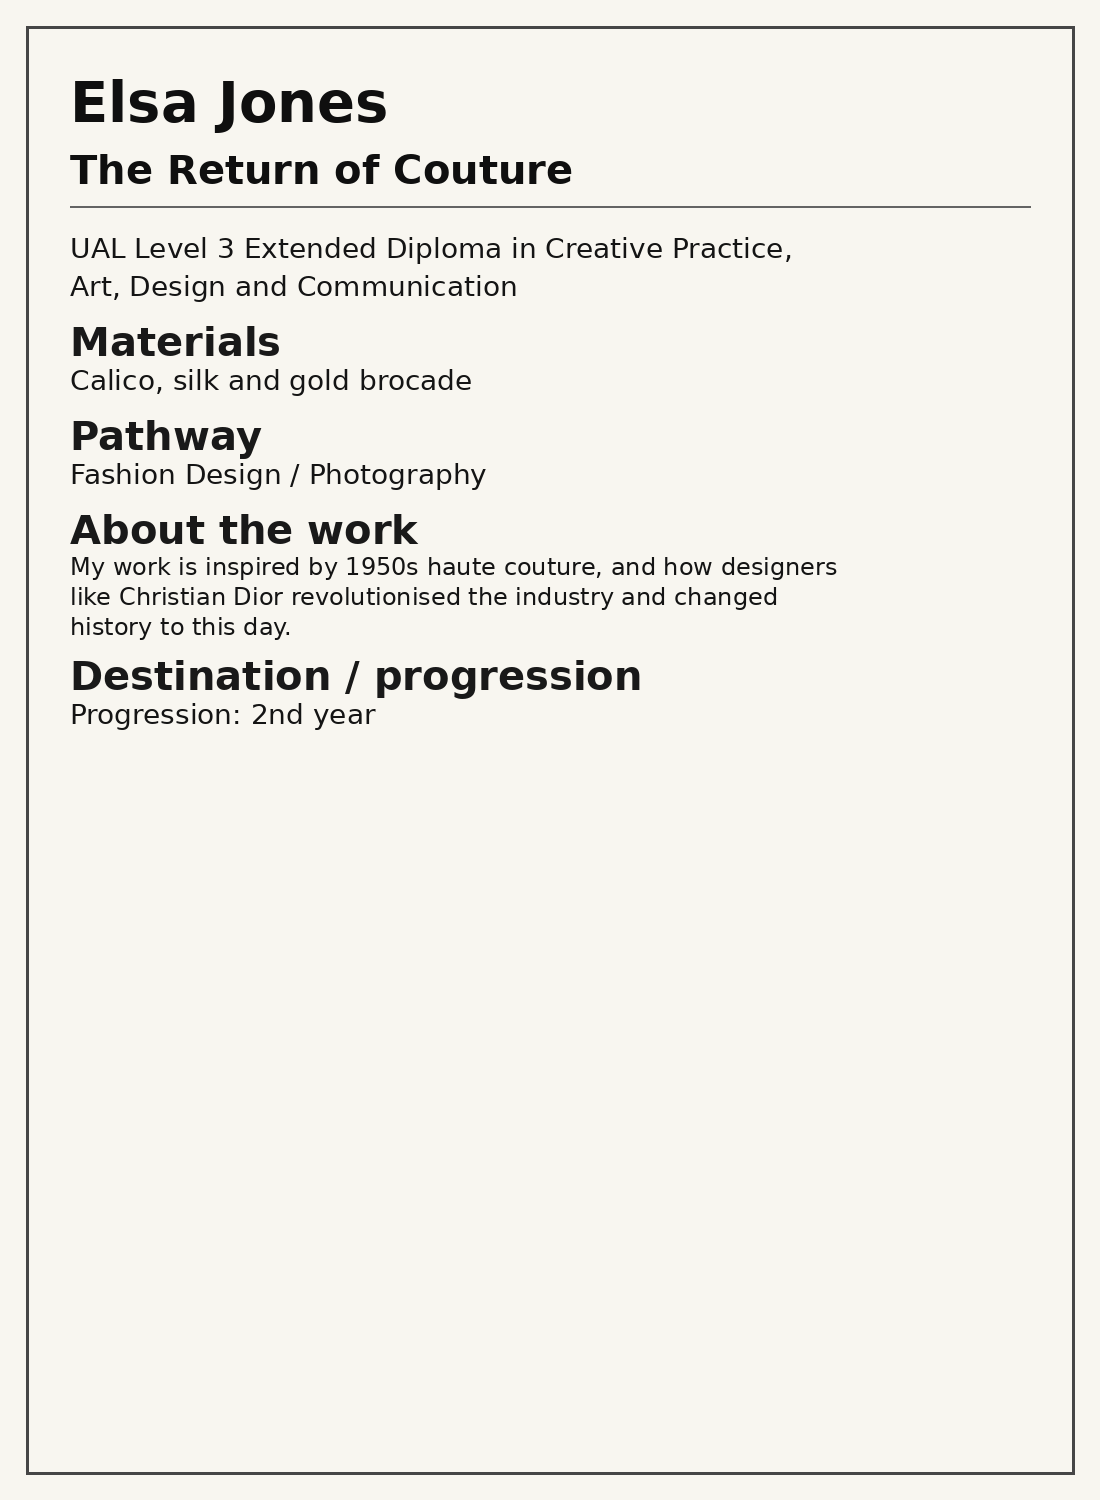 Elsa Jones
The Return of Couture
UAL Level 3 Extended Diploma in Creative Practice,
Art, Design and Communication
Materials
Calico, silk and gold brocade
Pathway
Fashion Design / Photography
About the work
My work is inspired by 1950s haute couture, and how designers
like Christian Dior revolutionised the industry and changed
history to this day.
Destination / progression
Progression: 2nd year